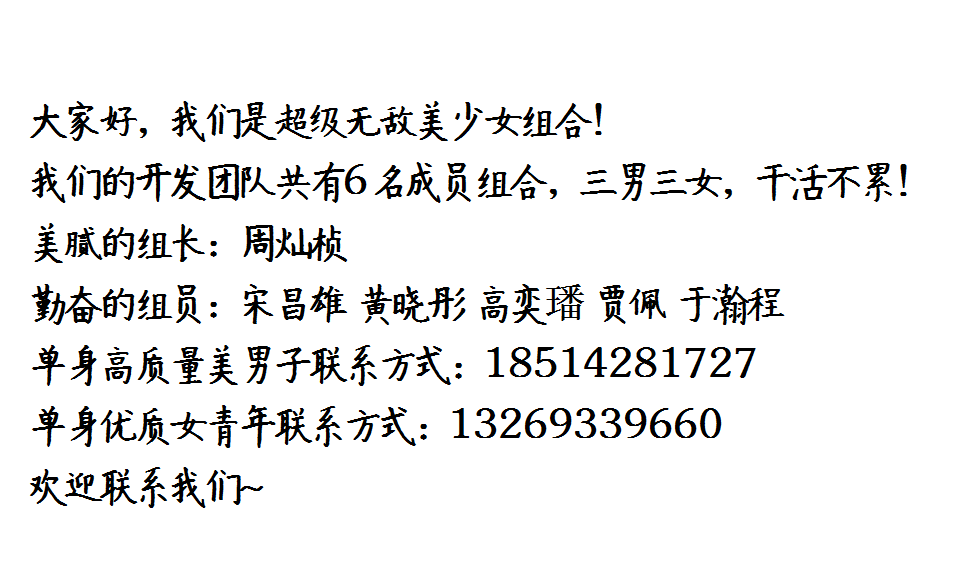 大家好，我们是超级无敌美少女组合！
我们的开发团队共有6名成员组合，三男三女，干活不累！
美腻的组长：周灿桢
勤奋的组员：宋昌雄 黄晓彤 高奕璠 贾佩 于瀚程
单身高质量美男子联系方式：18514281727
单身优质女青年联系方式：13269339660
欢迎联系我们~